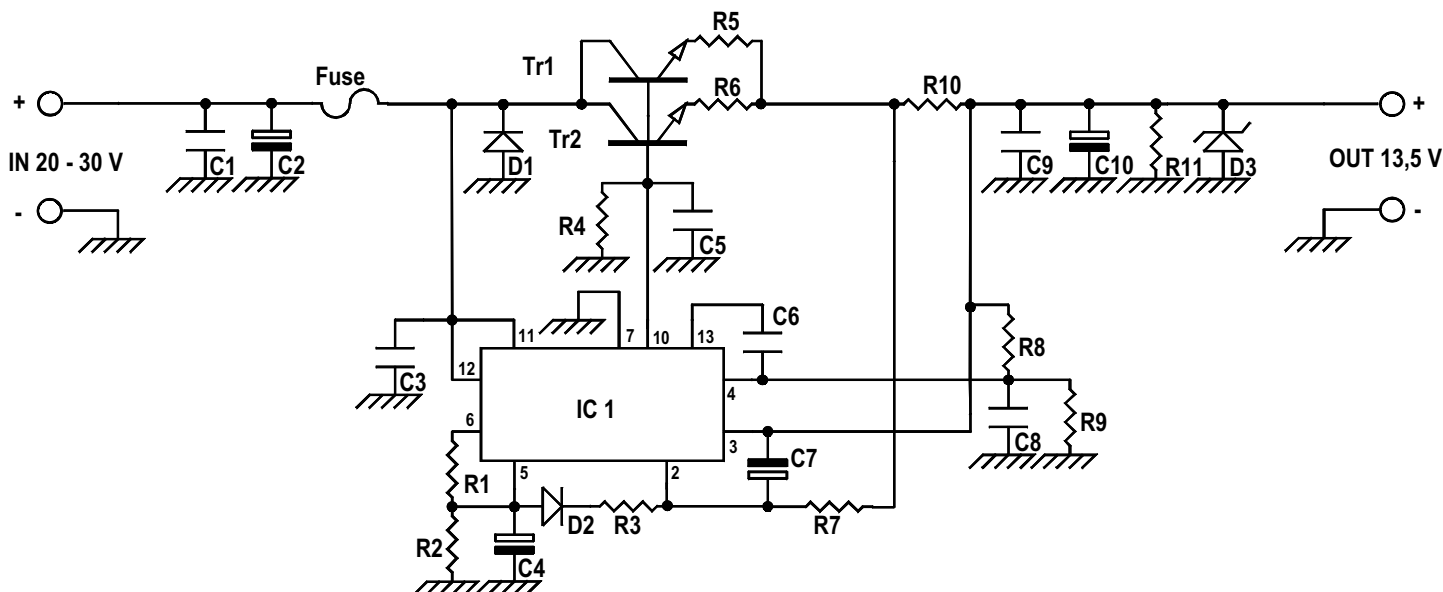 R5
Tr1
Fuse
R6
R10
+
+
Tr2
C1
C2
D1
C9
C10
R11
D3
IN 20 - 30 V
OUT 13,5 V
-
-
R4
C5
C6
11
7
10
13
R8
C3
12
4
IC 1
6
3
C8
R9
R1
5
2
C7
D2
R3
R7
R2
C4